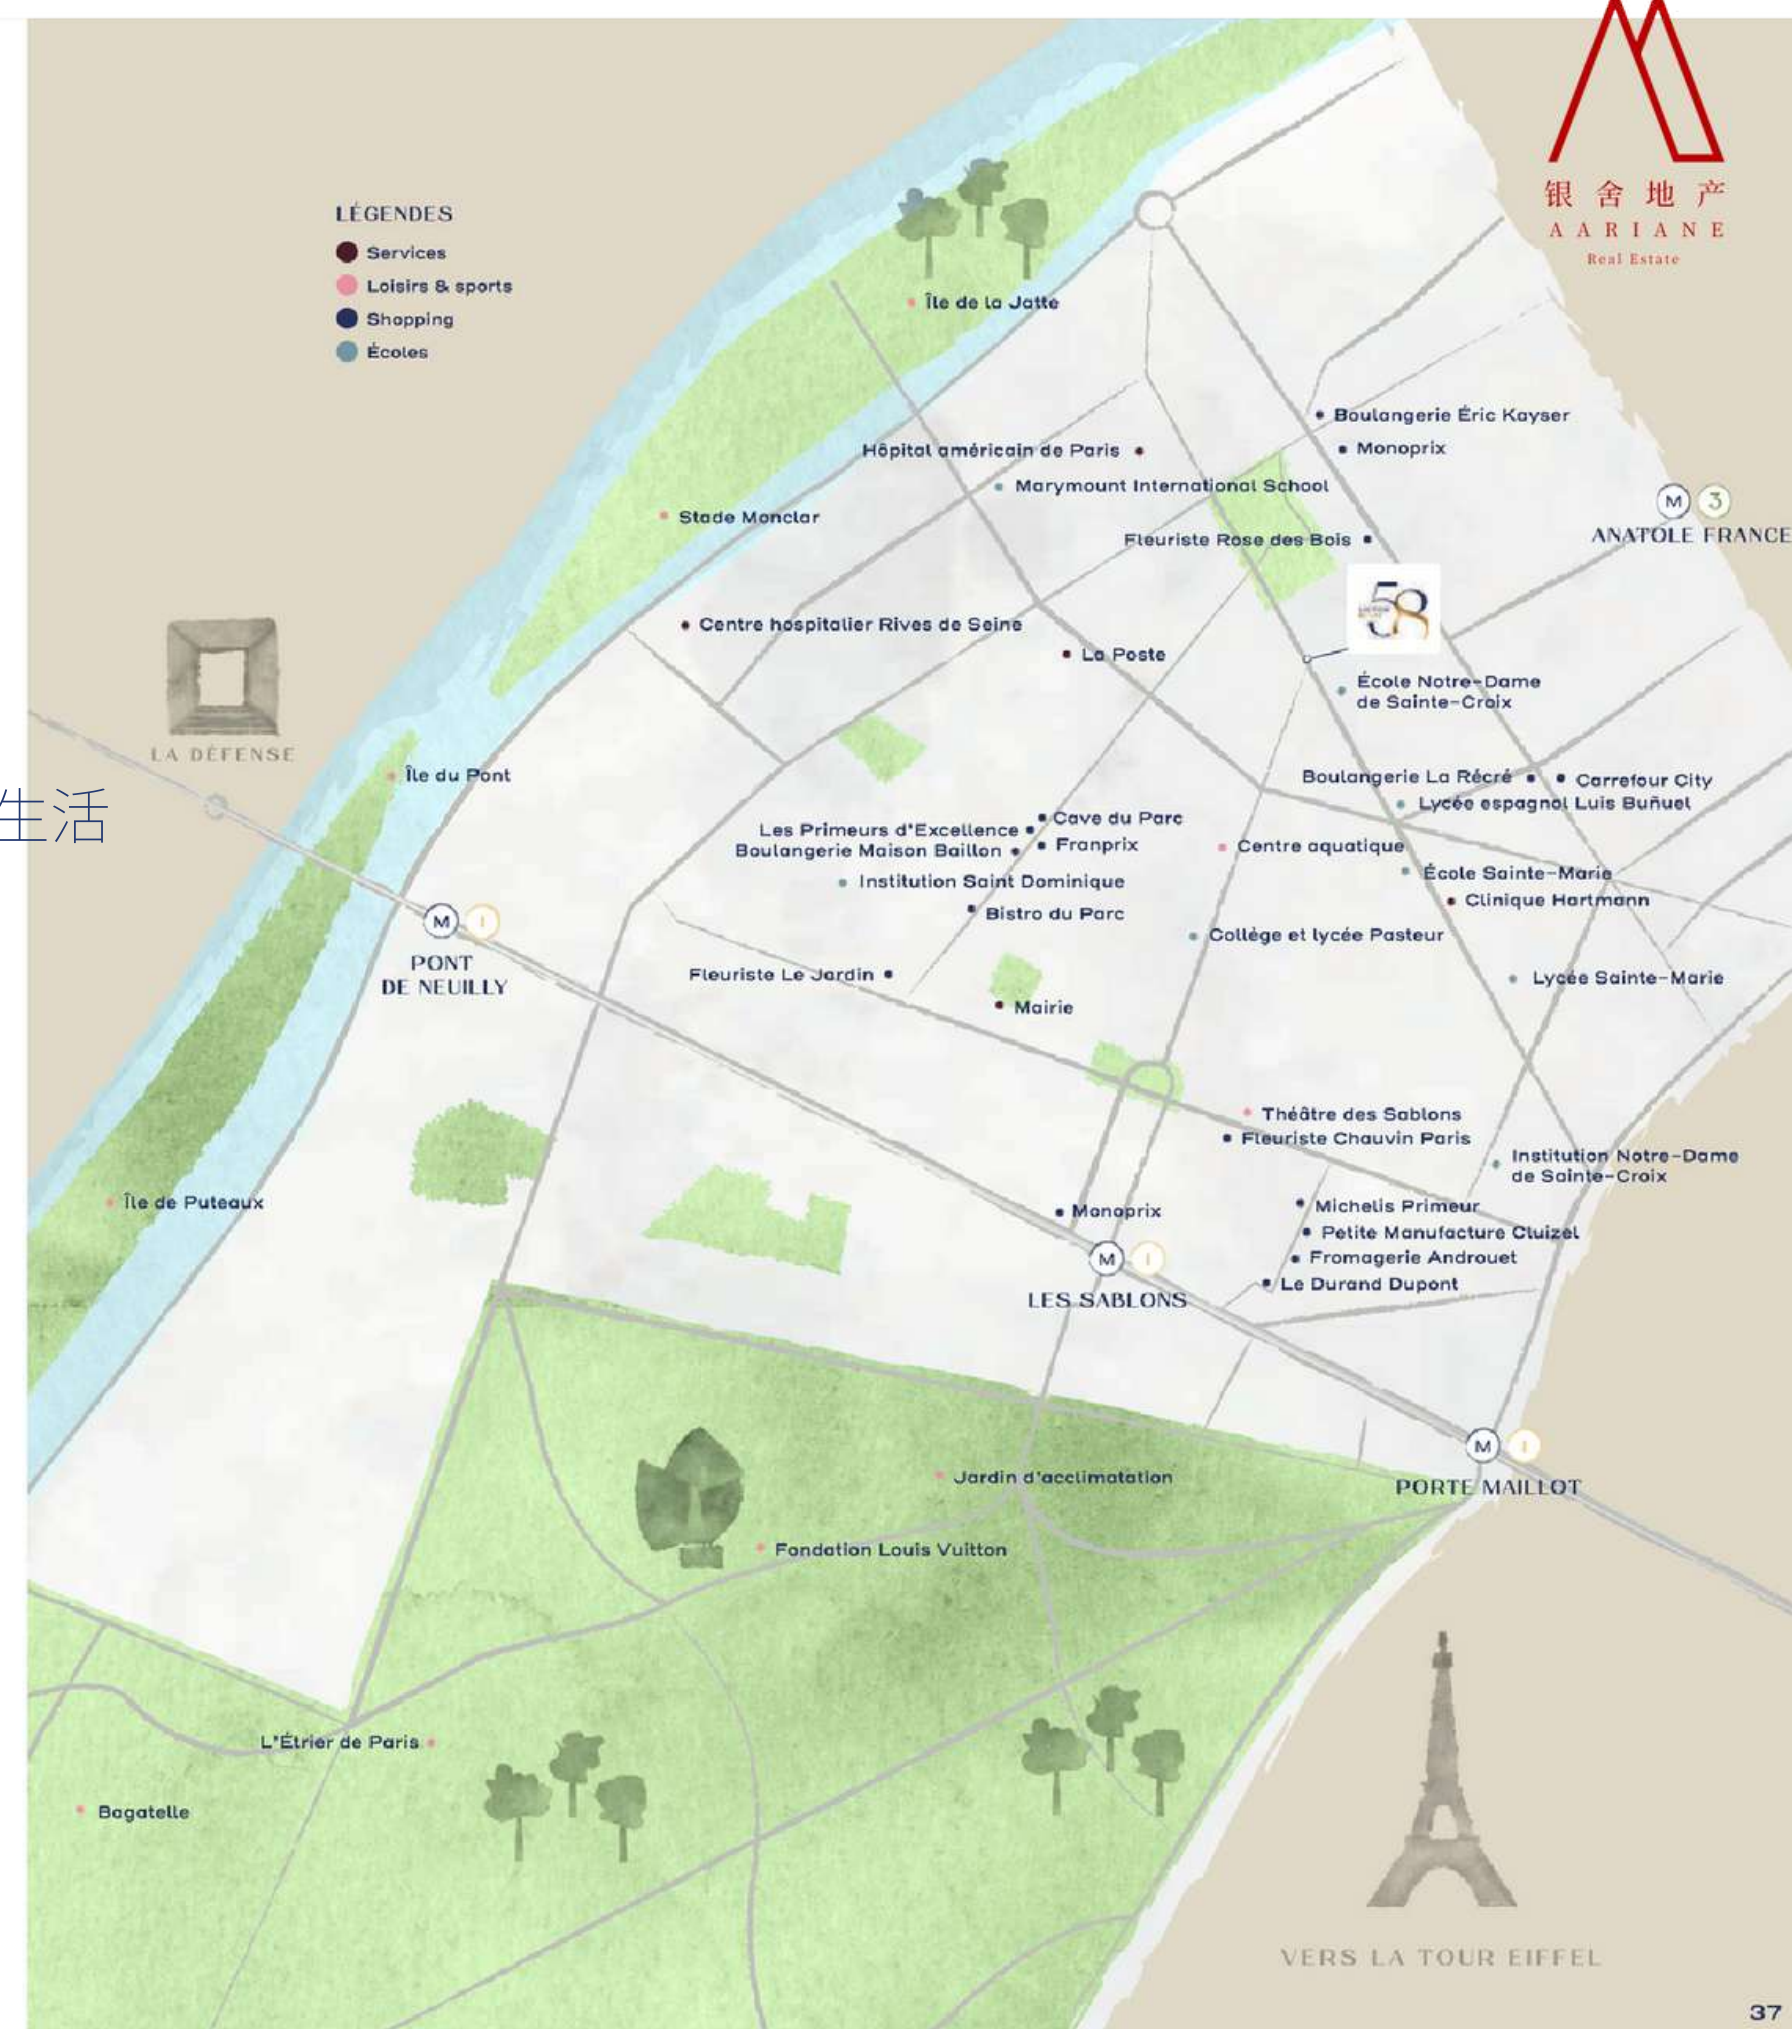 银舍地产
AARIANE
Real Estate
LÉGENDES
Services
Loisirs & sports
Shopping
Écoles
Île de la Jatte
Boulangerie Éric Kayser
Hôpital américain de Paris
Monoprix
Marymount International School
M 3
Stade Monclar
ANATOLE FRANCE
Fleuriste Rose des Bois
58
Centre hospitalier Rives de Seine
La Poste
École Notre-Dame
de Sainte-Croix
LA DÉFENSE
Île du Pont
生活
Boulangerie La Récré
Carrefour City
Lycée espagnol Luis Buñuel
Cave du Parc
Les Primeurs d'Excellence
Franprix
Boulangerie Maison Baillon
Centre aquatique
École Sainte-Marie
Institution Saint Dominique
Clinique Hartmann
Bistro du Parc
M 1
Collège et lycée Pasteur
PONT
DE NEUILLY
Fleuriste Le Jardin
Lycée Sainte-Marie
Mairie
Théâtre des Sablons
Fleuriste Chauvin Paris
Institution Notre-Dame
de Sainte-Croix
Île de Puteaux
Monoprix
Michelis Primeur
Petite Manufacture Cluizel
M 1
Fromagerie Androuet
LES SABLONS
Le Durand Dupont
M 1
Jardin d'acclimatation
PORTE MAILLOT
Fondation Louis Vuitton
L'Étrier de Paris
Bagatelle
VERS LA TOUR EIFFEL
37